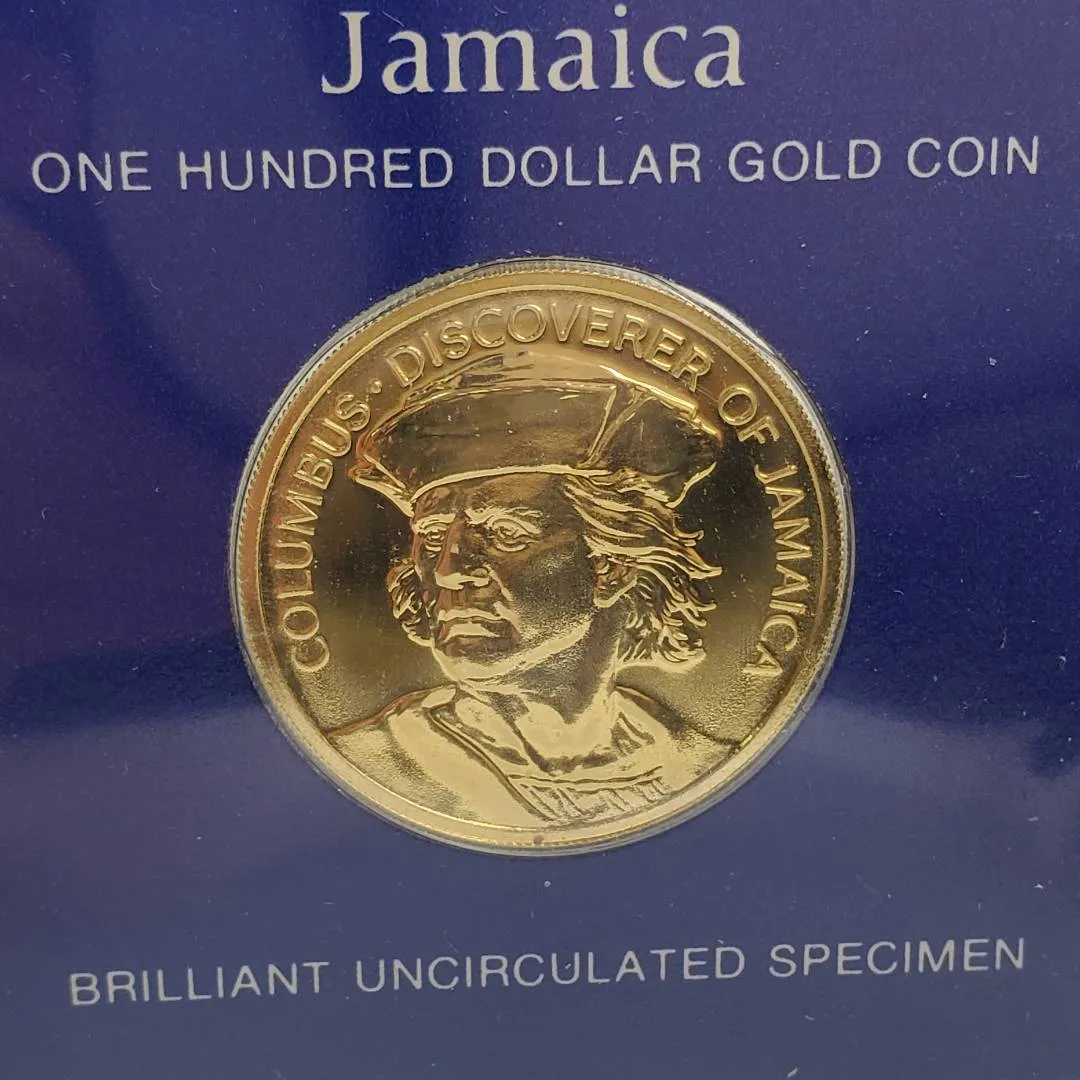 Jamaica
ONE HUNDRED DOLLAR GOLD COIN
COLUMBUS · DISCOVERER OF JAMAICA
BRILLIANT UNCIRCULATED SPECIMEN